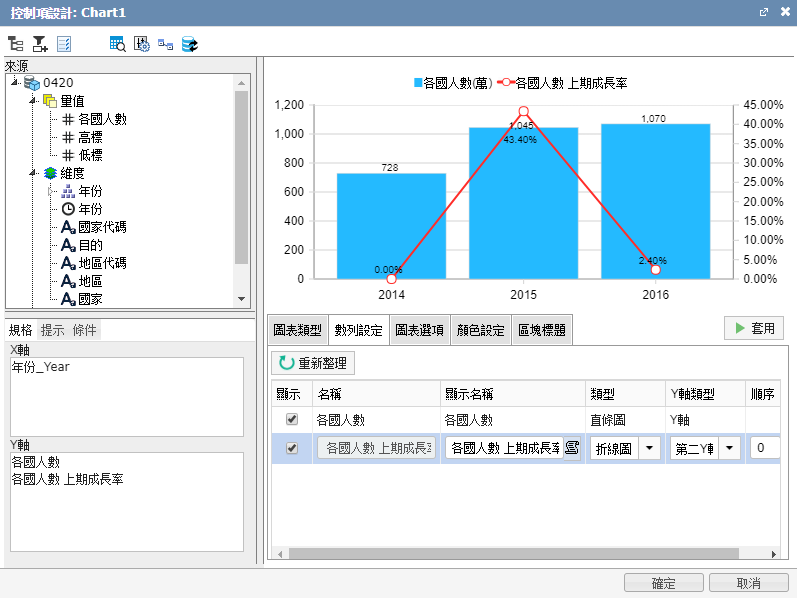 控制項設計: Chart1
來源
0420
量值
各國人數
高標
低標
維度
年份
年份
國家代碼
目的
地區代碼
地區
國家
規格 提示 條件
X軸
年份_Year
Y軸
各國人數
各國人數 上期成長率
各國人數(萬) 各國人數 上期成長率
1,200
1,000
800
600
400
200
0
728
1,045
1,070
0.00%
43.40%
2.40%
45.00%
40.00%
35.00%
30.00%
25.00%
20.00%
15.00%
10.00%
5.00%
0.00%
2014 2015 2016
圖表類型 數列設定 圖表選項 顏色設定 區塊標題 套用
重新整理
顯示 名稱 顯示名稱 類型 Y軸類型 順序
各國人數 各國人數 直條圖 Y軸
各國人數 上期成長率 各國人數 上期成長率 折線圖 第二Y軸 0
確定 取消